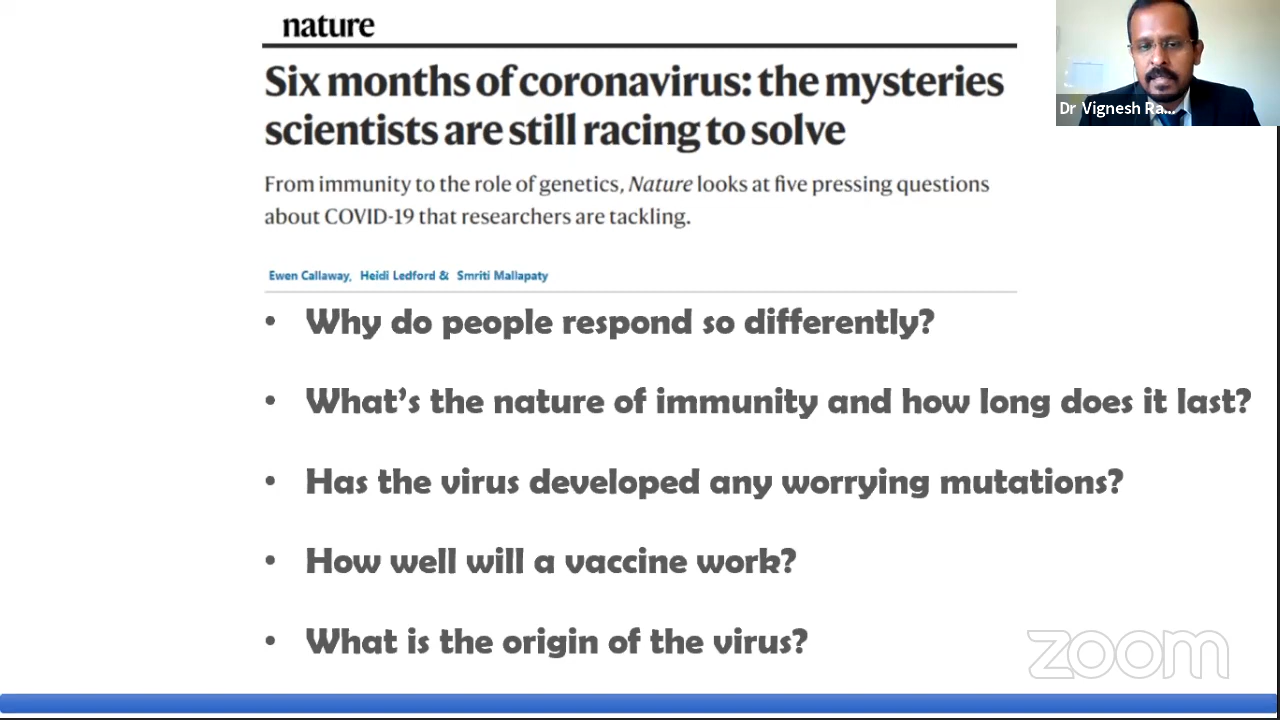 nature
Six months of coronavirus: the mysteries
scientists are still racing to solve
From immunity to the role of genetics, Nature looks at five pressing questions
about COVID-19 that researchers are tackling.
Ewen Callaway, Heidi Ledford & Smriti Mallapaty
• Why do people respond so differently?
• What's the nature of immunity and how long does it last?
• Has the virus developed any worrying mutations?
• How well will a vaccine work?
• What is the origin of the virus?
Dr Vignesh Ra...
zoom